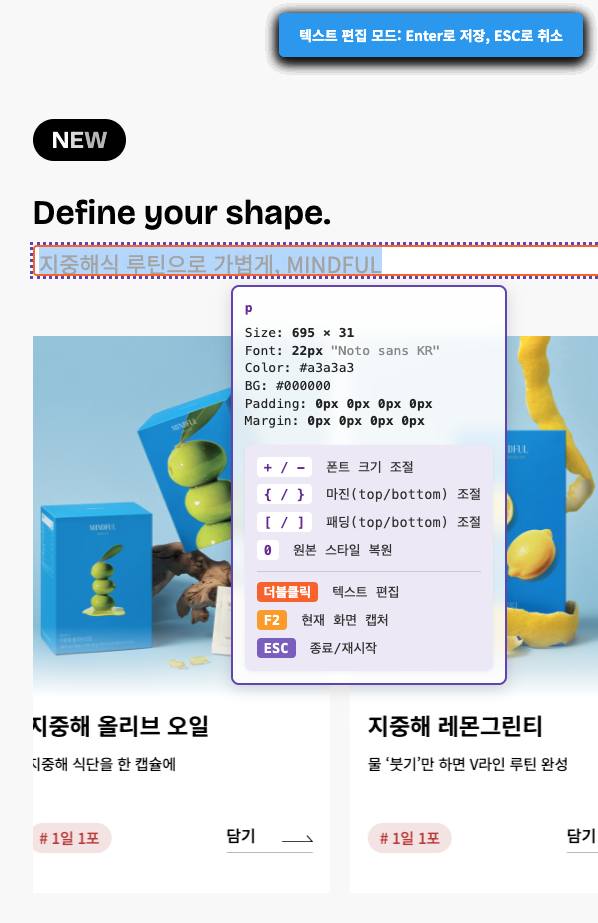 텍스트 편집 모드: Enter로 저장, ESC로 취소
NEW
Define your shape.
지중해식 루틴으로 가볍게, MINDFUL
p
Size: 695 × 31
Font: 22px "Noto sans KR"
Color: #a3a3a3
BG: #000000
Padding: 0px 0px 0px 0px
Margin: 0px 0px 0px 0px
+ / − 폰트 크기 조절
{ / } 마진(top/bottom) 조절
[ / ] 패딩(top/bottom) 조절
0 원본 스타일 복원
더블클릭 텍스트 편집
F2 현재 화면 캡처
ESC 종료/재시작
MINDFUL
MINDFUL
지중해 올리브 오일
지중해 식단을 한 캡슐에
# 1일 1포
담기
지중해 레몬그린티
물 ‘붓기’만 하면 V라인 루틴 완성
# 1일 1포
담기